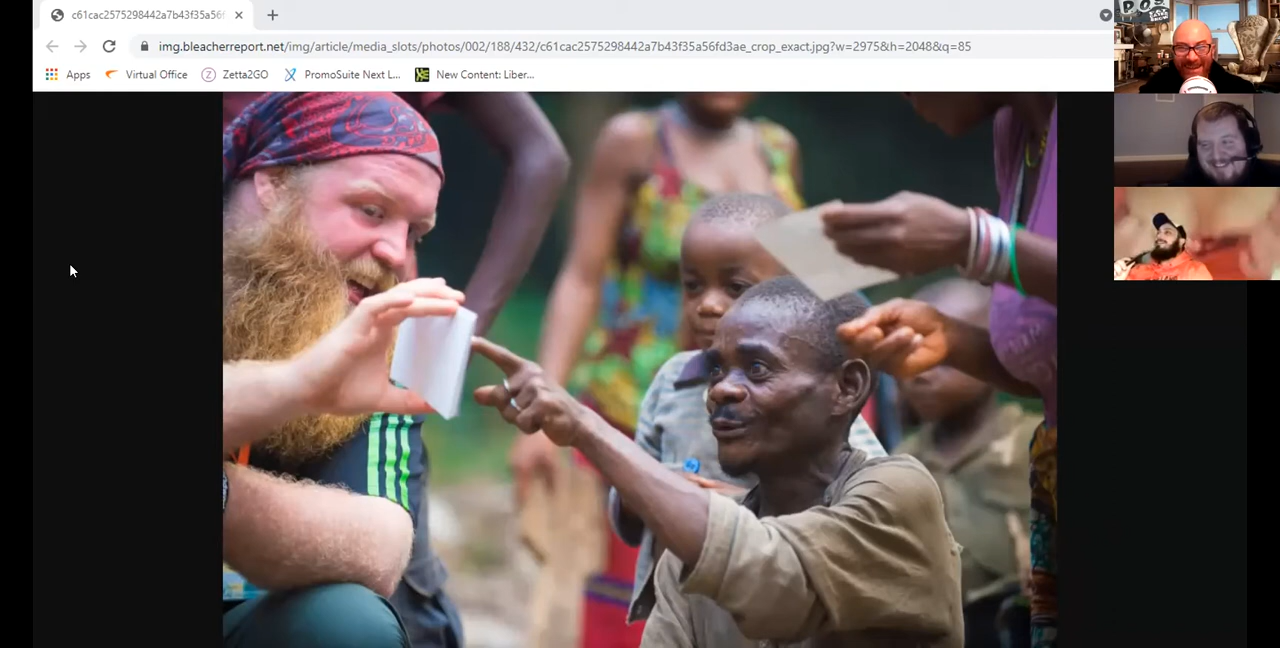 c61cac2575298442a7b43f35a56f
img.bleacherreport.net/img/article/media_slots/photos/002/188/432/c61cac2575298442a7b43f35a56fd3ae_crop_exact.jpg?w=2975&h=2048&q=85
Apps Virtual Office Zetta2GO PromoSuite Next L... New Content: Liber...